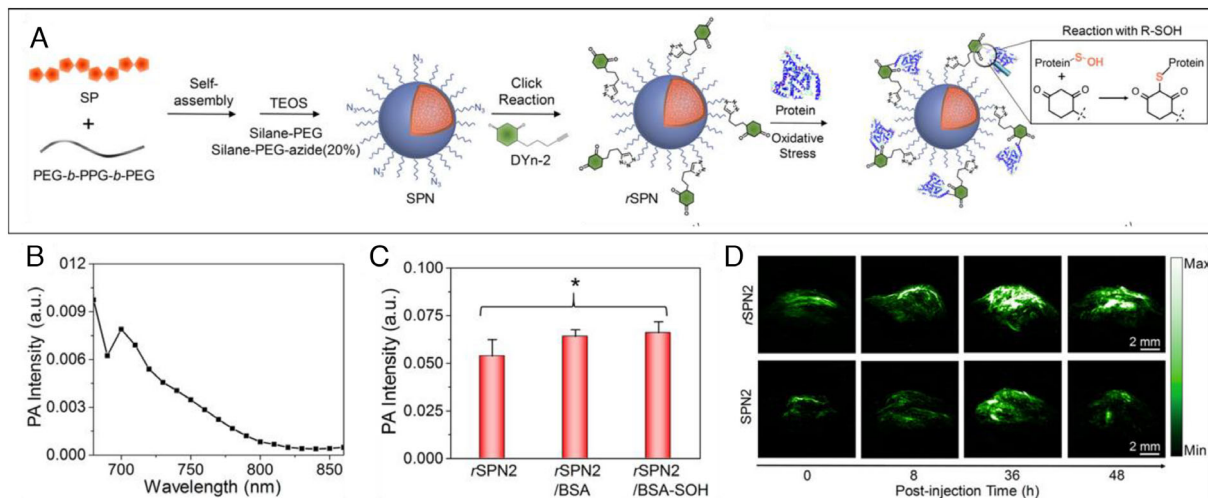 A
SP
+
PEG-b-PPG-b-PEG
Self-
assembly
TEOS
Silane-PEG
Silane-PEG-azide(20%)
N3
N3
N3
SPN
Click
Reaction
DYn-2
rSPN
Protein
Oxidative
Stress
Reaction with R-SOH
Protein
S
OH
+
O
O
Protein
S
O
O
B
PA Intensity (a.u.)
012
0.009
0.006
0.003
0
700
750
800
850
Wavelength (nm)
C
PA Intensity (a.u.)
0.100
0.075
0.050
0.025
0
*
rSPN2
rSPN2
/BSA
rSPN2
/BSA-SOH
D
rSPN2
SPN2
2 mm
2 mm
Max
Min
0
8
36
48
Post-injection Time (h)